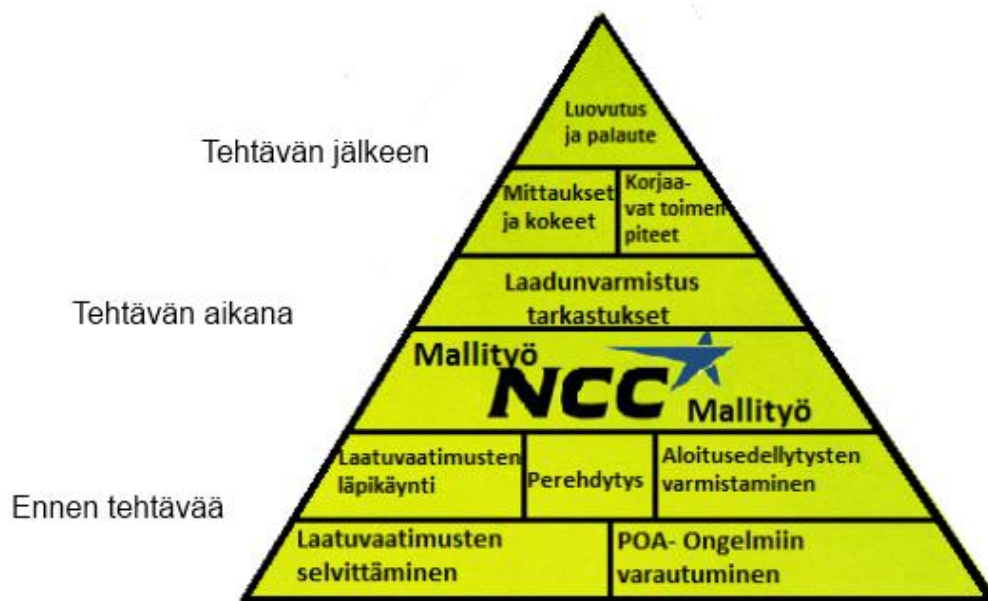 Luovutus
ja palaute
Tehtävän jälkeen
Mittaukset
ja kokeet
Korjaa-
vat toimen
piteet
Tehtävän aikana
Laadunvarmistus
tarkastukset
Mallityö
NCC
Mallityö
Ennen tehtävää
Laatuvaatimusten
läpikäynti
Perehdytys
Aloitusedellytysten
varmistaminen
Laatuvaatimusten
selvittäminen
POA- Ongelmiin
varautuminen